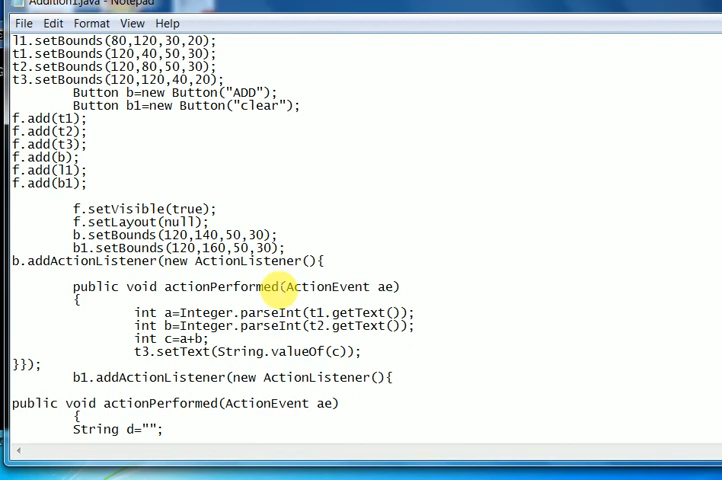 Addition1.java - Notepad
File Edit Format View Help
l1.setBounds(80,120,30,20);
t1.setBounds(120,40,50,30);
t2.setBounds(120,80,50,30);
t3.setBounds(120,120,40,20);
Button b=new Button("ADD");
Button b1=new Button("clear");
f.add(t1);
f.add(t2);
f.add(t3);
f.add(b);
f.add(l1);
f.add(b1);
f.setVisible(true);
f.setLayout(null);
b.setBounds(120,140,50,30);
b1.setBounds(120,160,50,30);
b.addActionListener(new ActionListener(){
public void actionPerformed(ActionEvent ae)
{
int a=Integer.parseInt(t1.getText());
int b=Integer.parseInt(t2.getText());
int c=a+b;
t3.setText(String.valueOf(c));
}});
b1.addActionListener(new ActionListener(){
public void actionPerformed(ActionEvent ae)
{
String d="";